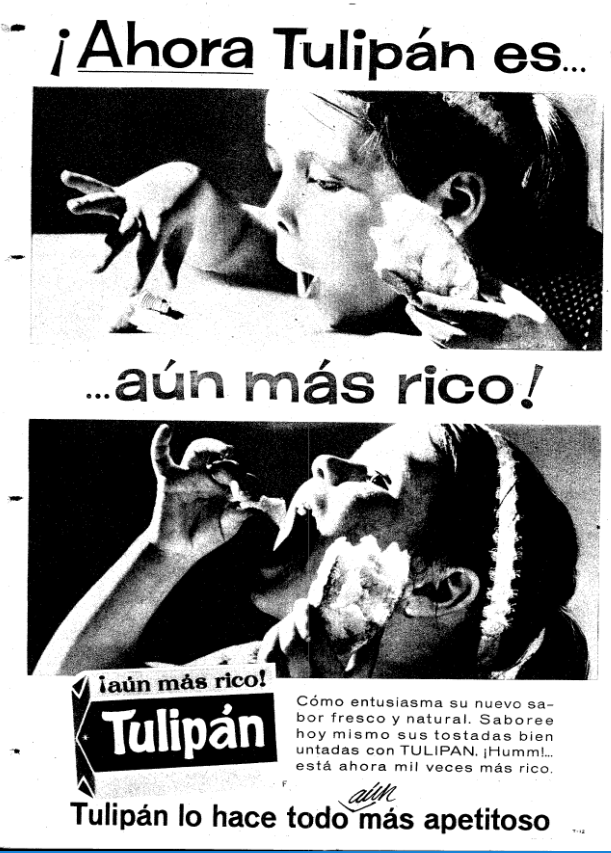 ¡Ahora Tulipán es...
...aún más rico!
¡aún más rico!
Tulipán
Cómo entusiasma su nuevo sa-
bor fresco y natural. Saboree
hoy mismo sus tostadas bien
untadas con TULIPAN. ¡Humm!...
está ahora mil veces más rico.
F
aún
Tulipán lo hace todo más apetitoso